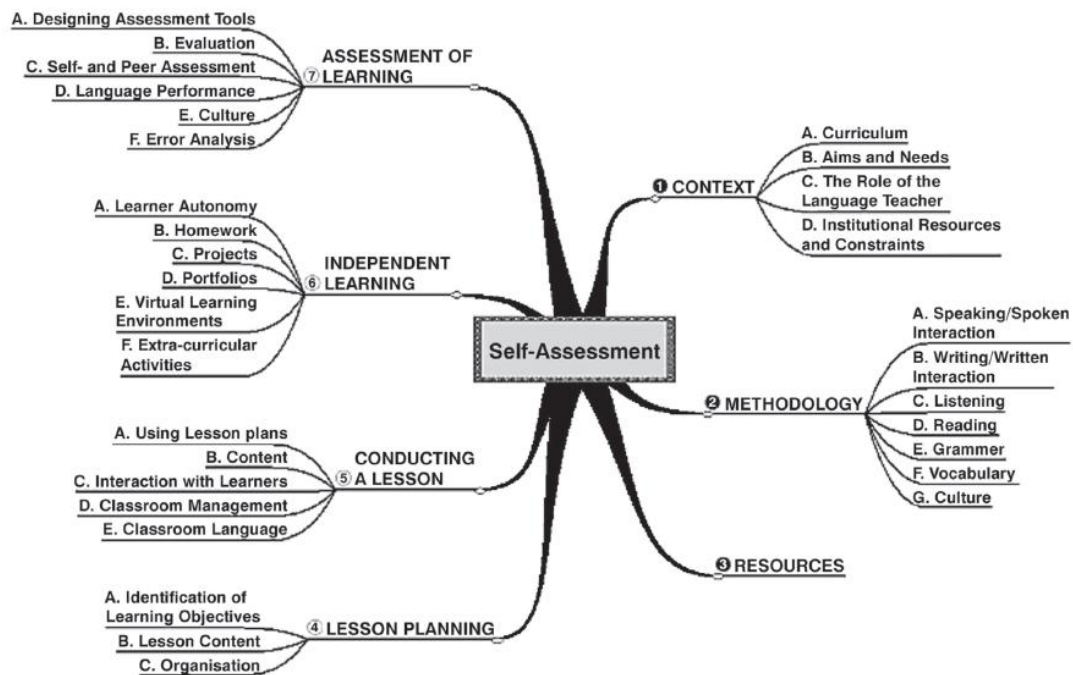 Self-Assessment
❶ CONTEXT
A. Curriculum
B. Aims and Needs
C. The Role of the
Language Teacher
D. Institutional Resources
and Constraints
❷ METHODOLOGY
A. Speaking/Spoken
Interaction
B. Writing/Written
Interaction
C. Listening
D. Reading
E. Grammer
F. Vocabulary
G. Culture
❸ RESOURCES
④ LESSON PLANNING
A. Identification of
Learning Objectives
B. Lesson Content
C. Organisation
CONDUCTING
⑤ A LESSON
A. Using Lesson plans
B. Content
C. Interaction with Learners
D. Classroom Management
E. Classroom Language
INDEPENDENT
⑥ LEARNING
A. Learner Autonomy
B. Homework
C. Projects
D. Portfolios
E. Virtual Learning
Environments
F. Extra-curricular
Activities
ASSESSMENT OF
⑦ LEARNING
A. Designing Assessment Tools
B. Evaluation
C. Self- and Peer Assessment
D. Language Performance
E. Culture
F. Error Analysis